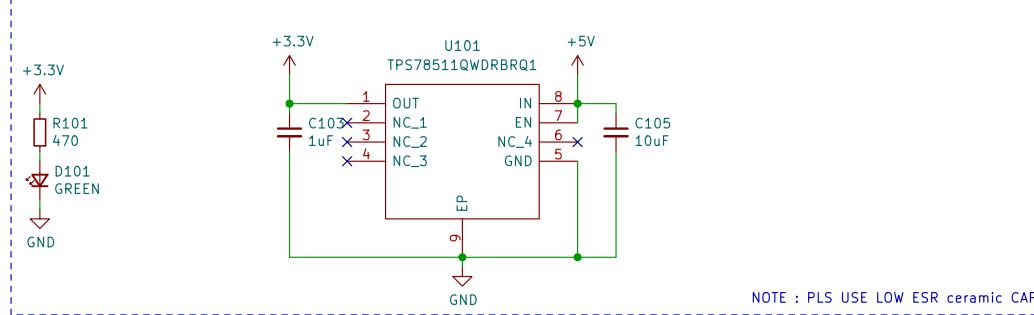 +3.3V
R101
470
D101
GREEN
GND
+3.3V
C103
1uF
U101
TPS78511QWDRBRQ1
1 OUT
2 NC_1
3 NC_2
4 NC_3
IN 8
EN 7
NC_4 6
GND 5
EP
9
GND
+5V
C105
10uF
NOTE : PLS USE LOW ESR ceramic CAP